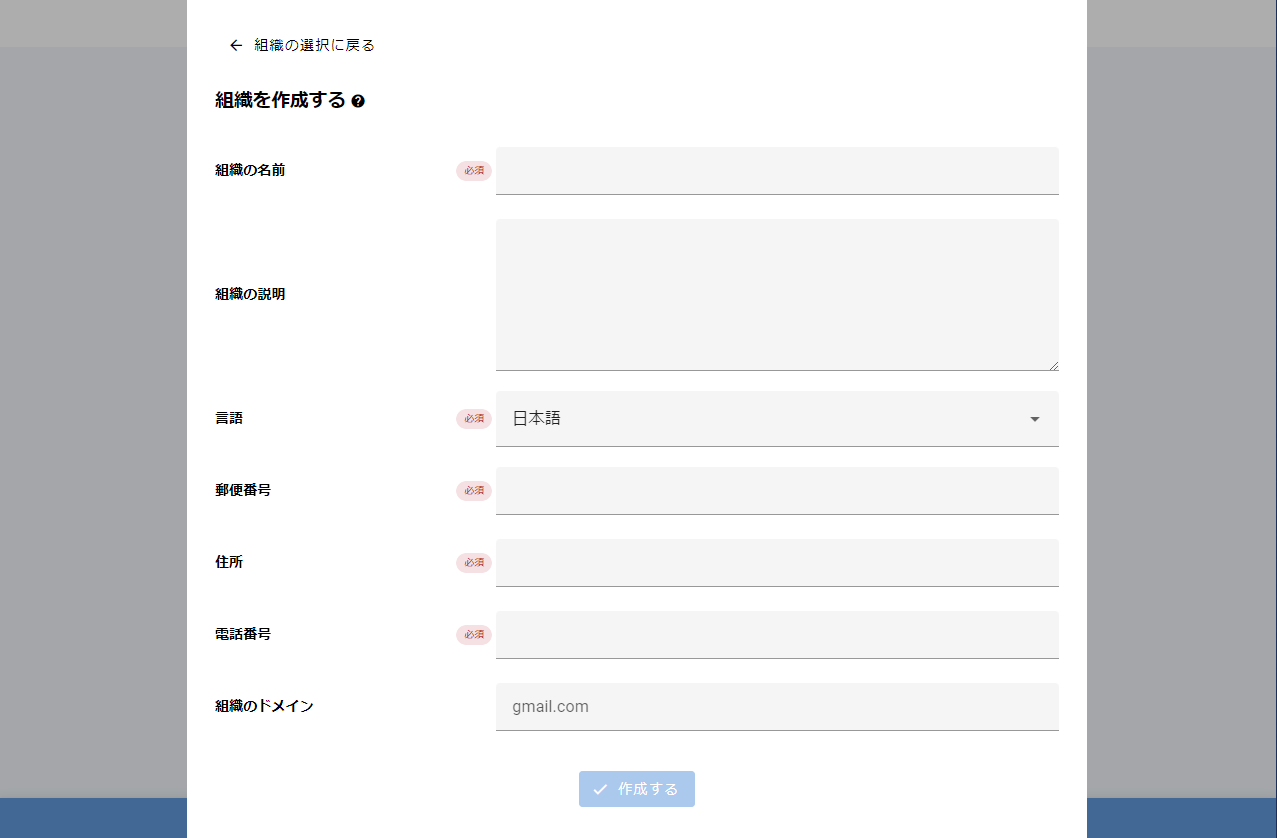 組織の選択に戻る
組織を作成する
組織の名前 必須
組織の説明
言語 必須 日本語
郵便番号 必須
住所 必須
電話番号 必須
組織のドメイン gmail.com
作成する